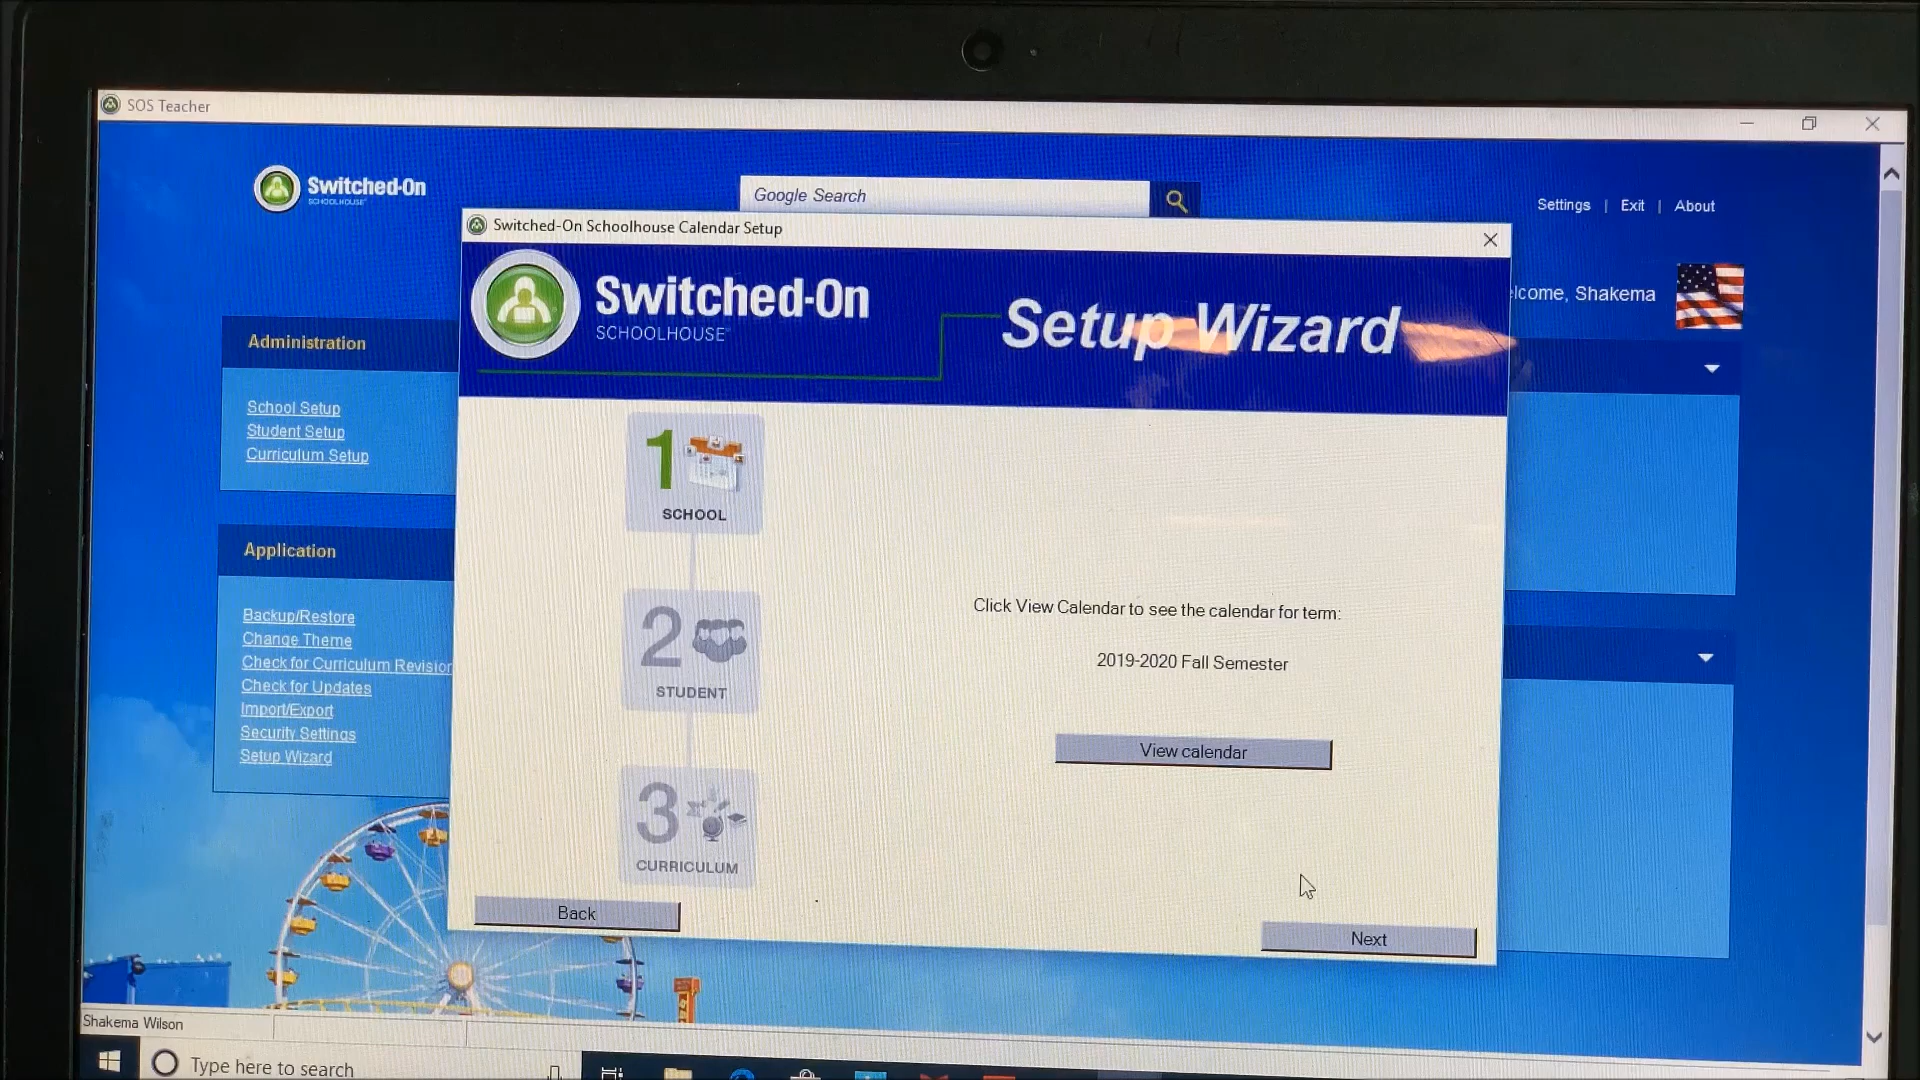 SOS Teacher
Switched-On
SCHOOLHOUSE
Google Search
Settings | Exit | About
Switched-On Schoolhouse Calendar Setup
Switched-On
SCHOOLHOUSE
Setup Wizard
lcome, Shakema
Administration
School Setup
Student Setup
Curriculum Setup
Application
Backup/Restore
Change Theme
Check for Curriculum Revision
Check for Updates
Import/Export
Security Settings
Setup Wizard
1
SCHOOL
2
STUDENT
3
CURRICULUM
Click View Calendar to see the calendar for term:
2019-2020 Fall Semester
View calendar
Back
Next
Shakema Wilson
Type here to search